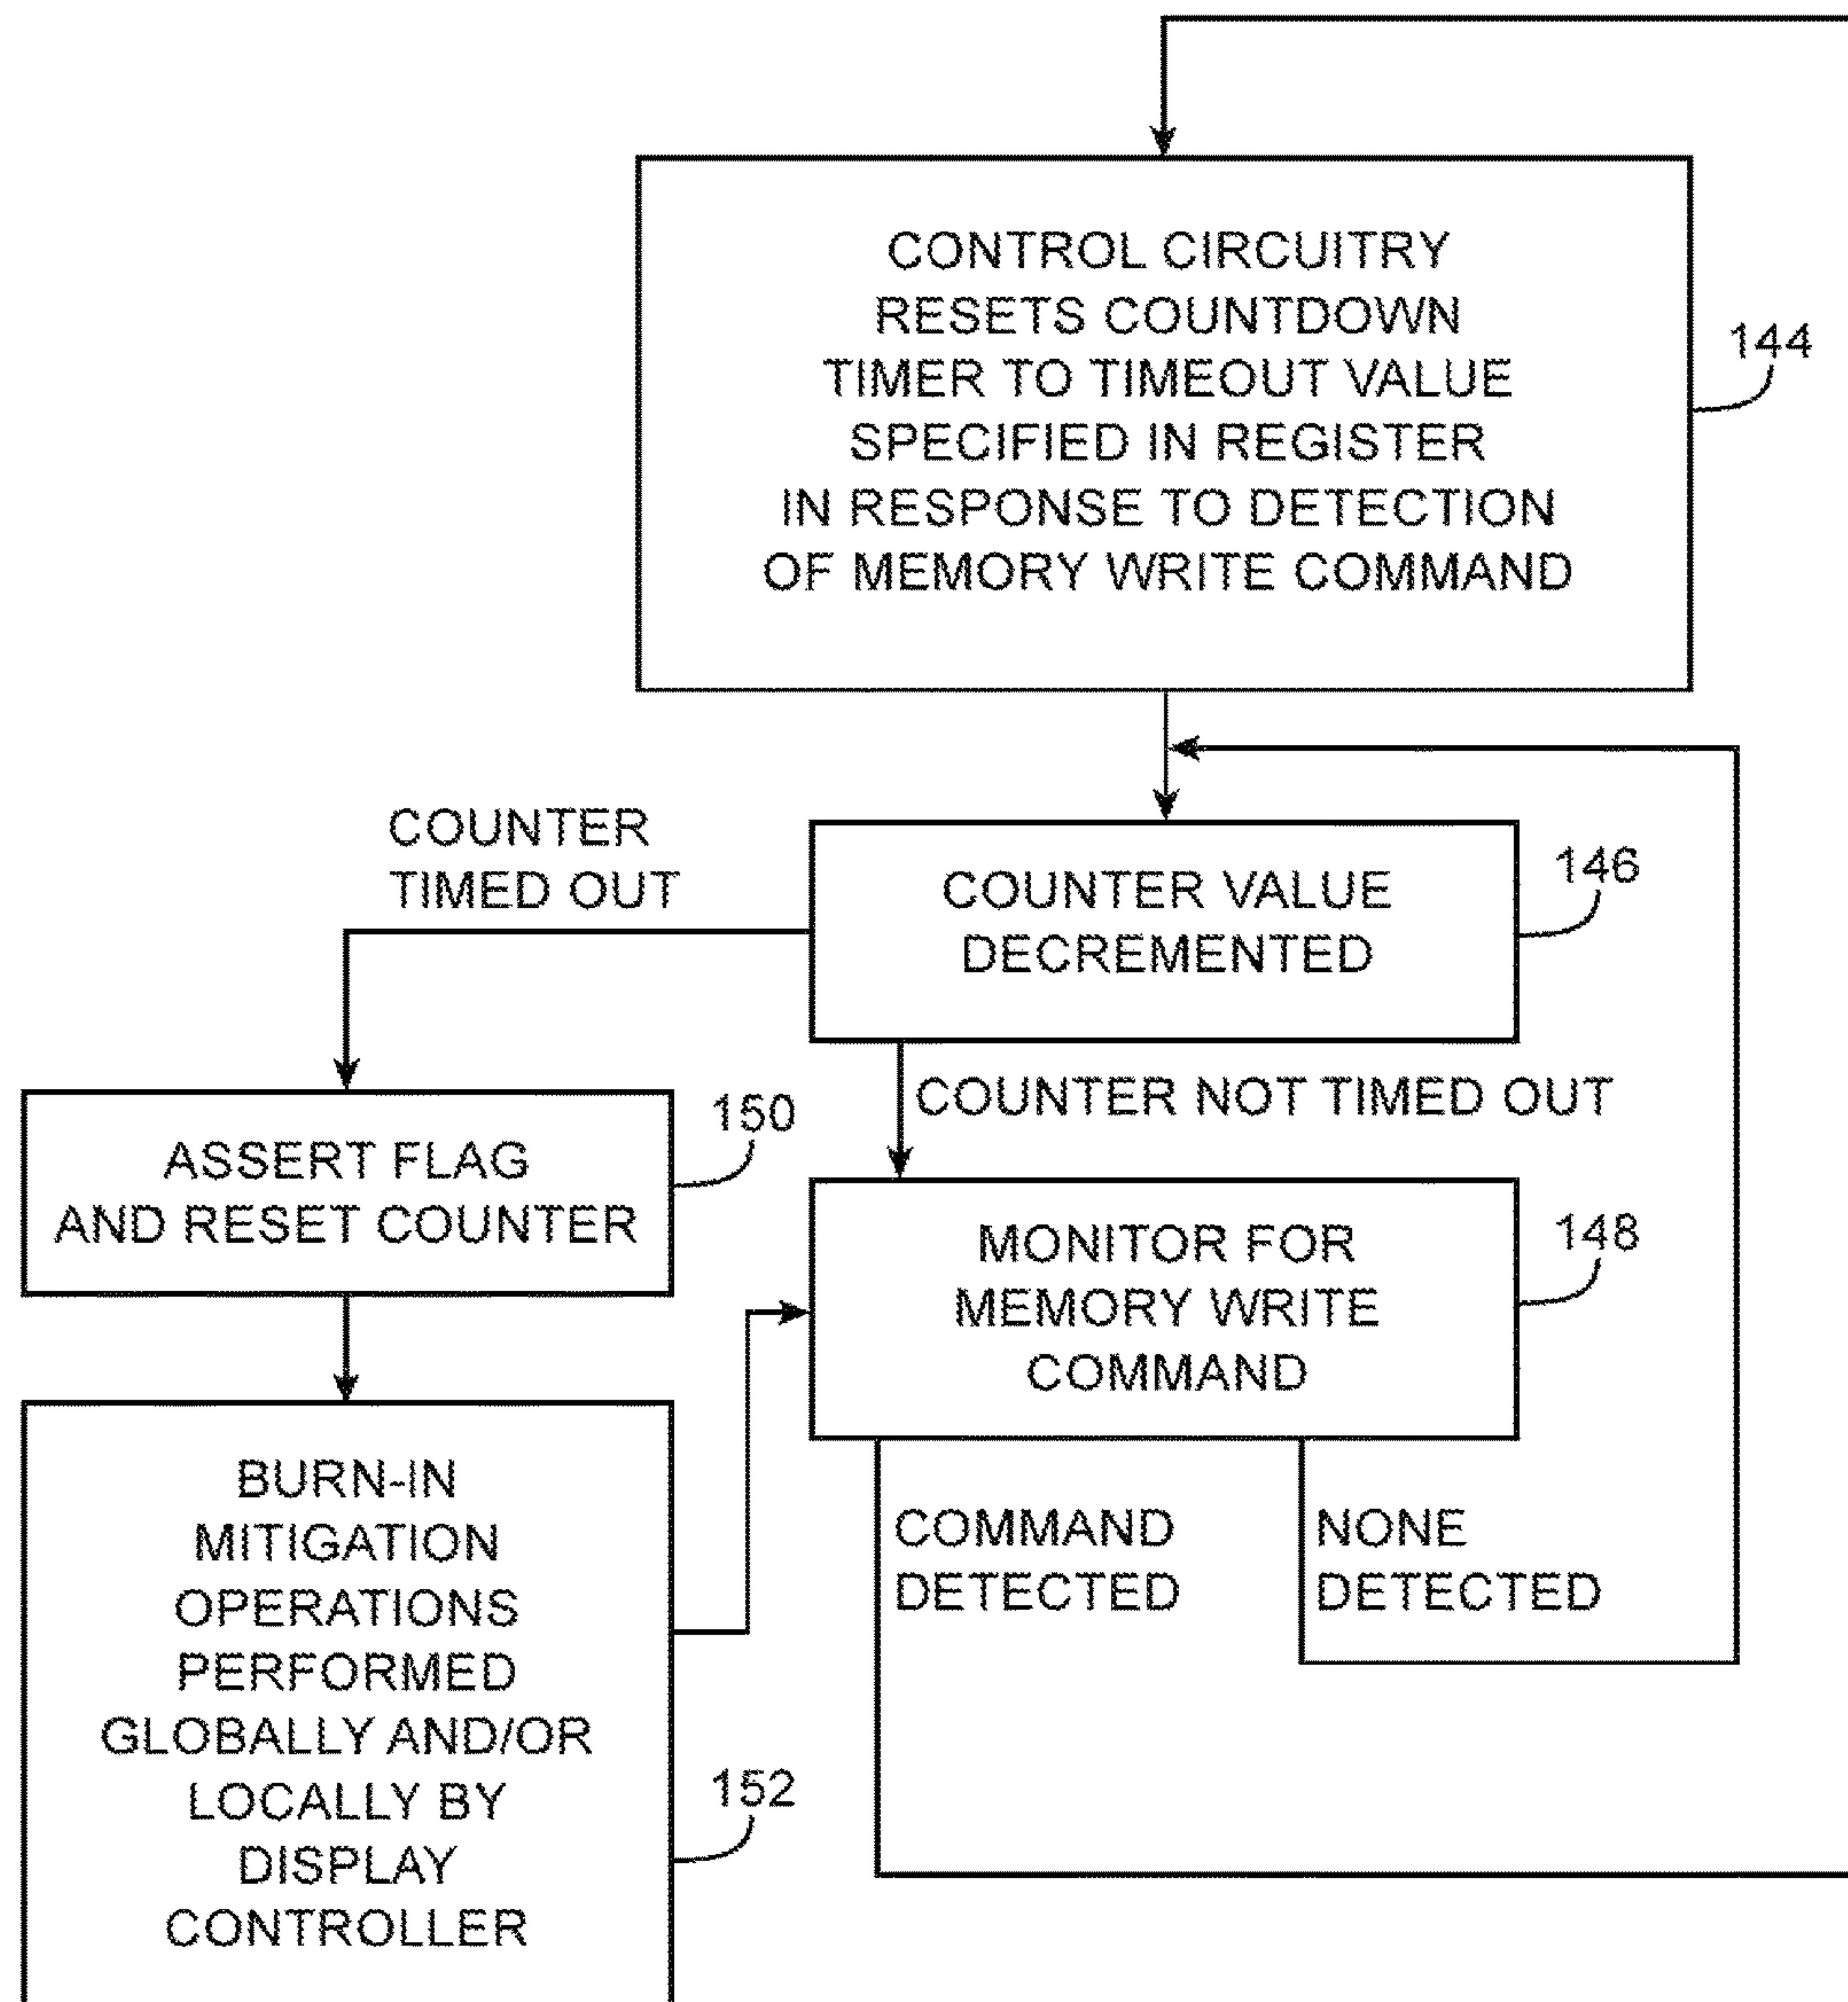 CONTROL CIRCUITRY
RESETS COUNTDOWN
TIMER TO TIMEOUT VALUE
SPECIFIED IN REGISTER
IN RESPONSE TO DETECTION
OF MEMORY WRITE COMMAND
144
COUNTER
TIMED OUT
COUNTER VALUE
DECREMENTED
146
COUNTER NOT TIMED OUT
ASSERT FLAG
AND RESET COUNTER
150
MONITOR FOR
MEMORY WRITE
COMMAND
148
BURN-IN
MITIGATION
OPERATIONS
PERFORMED
GLOBALLY AND/OR
LOCALLY BY
DISPLAY
CONTROLLER
152
COMMAND
DETECTED
NONE
DETECTED